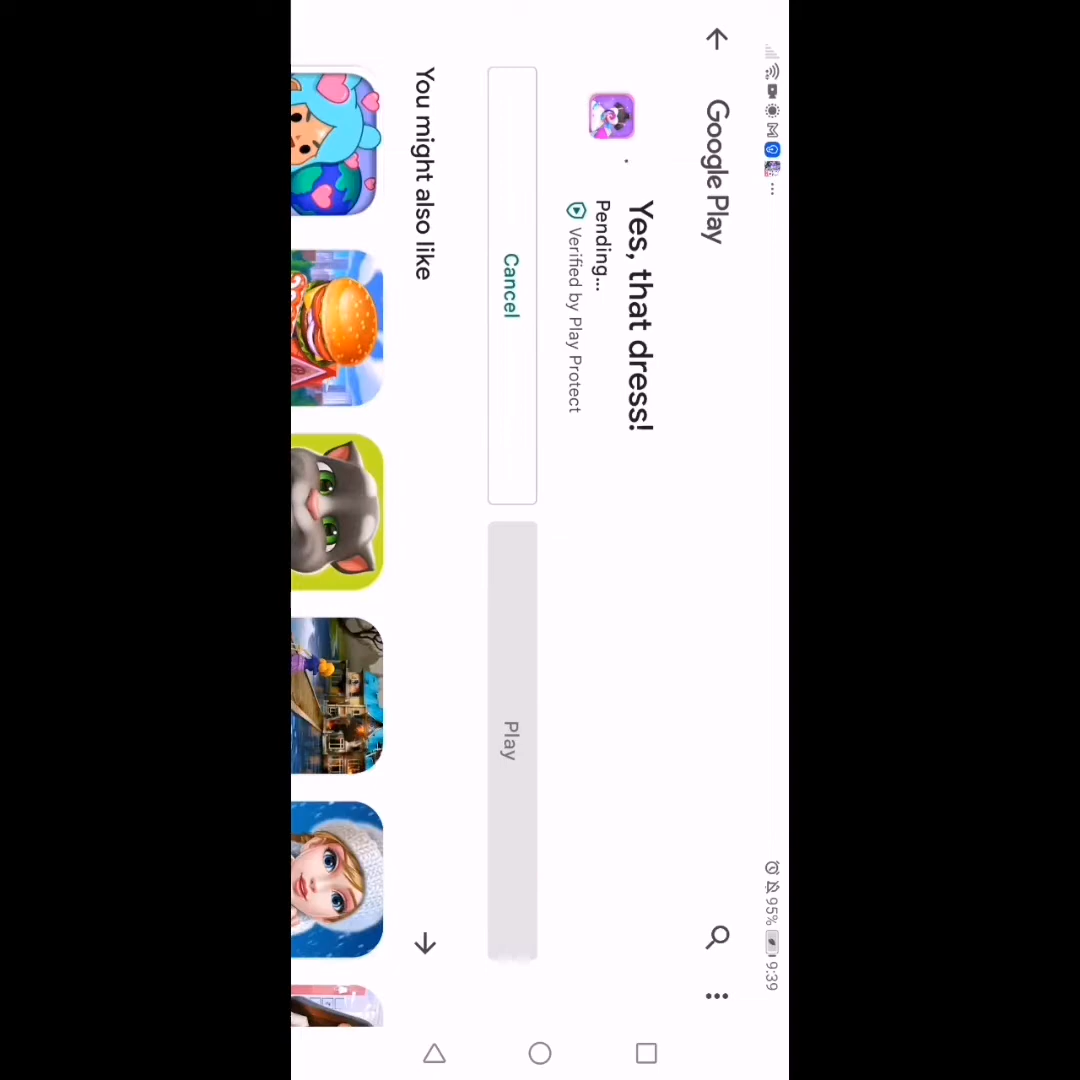 95% 9:39
Google Play
Yes, that dress!
Pending...
Verified by Play Protect
Cancel
Play
You might also like